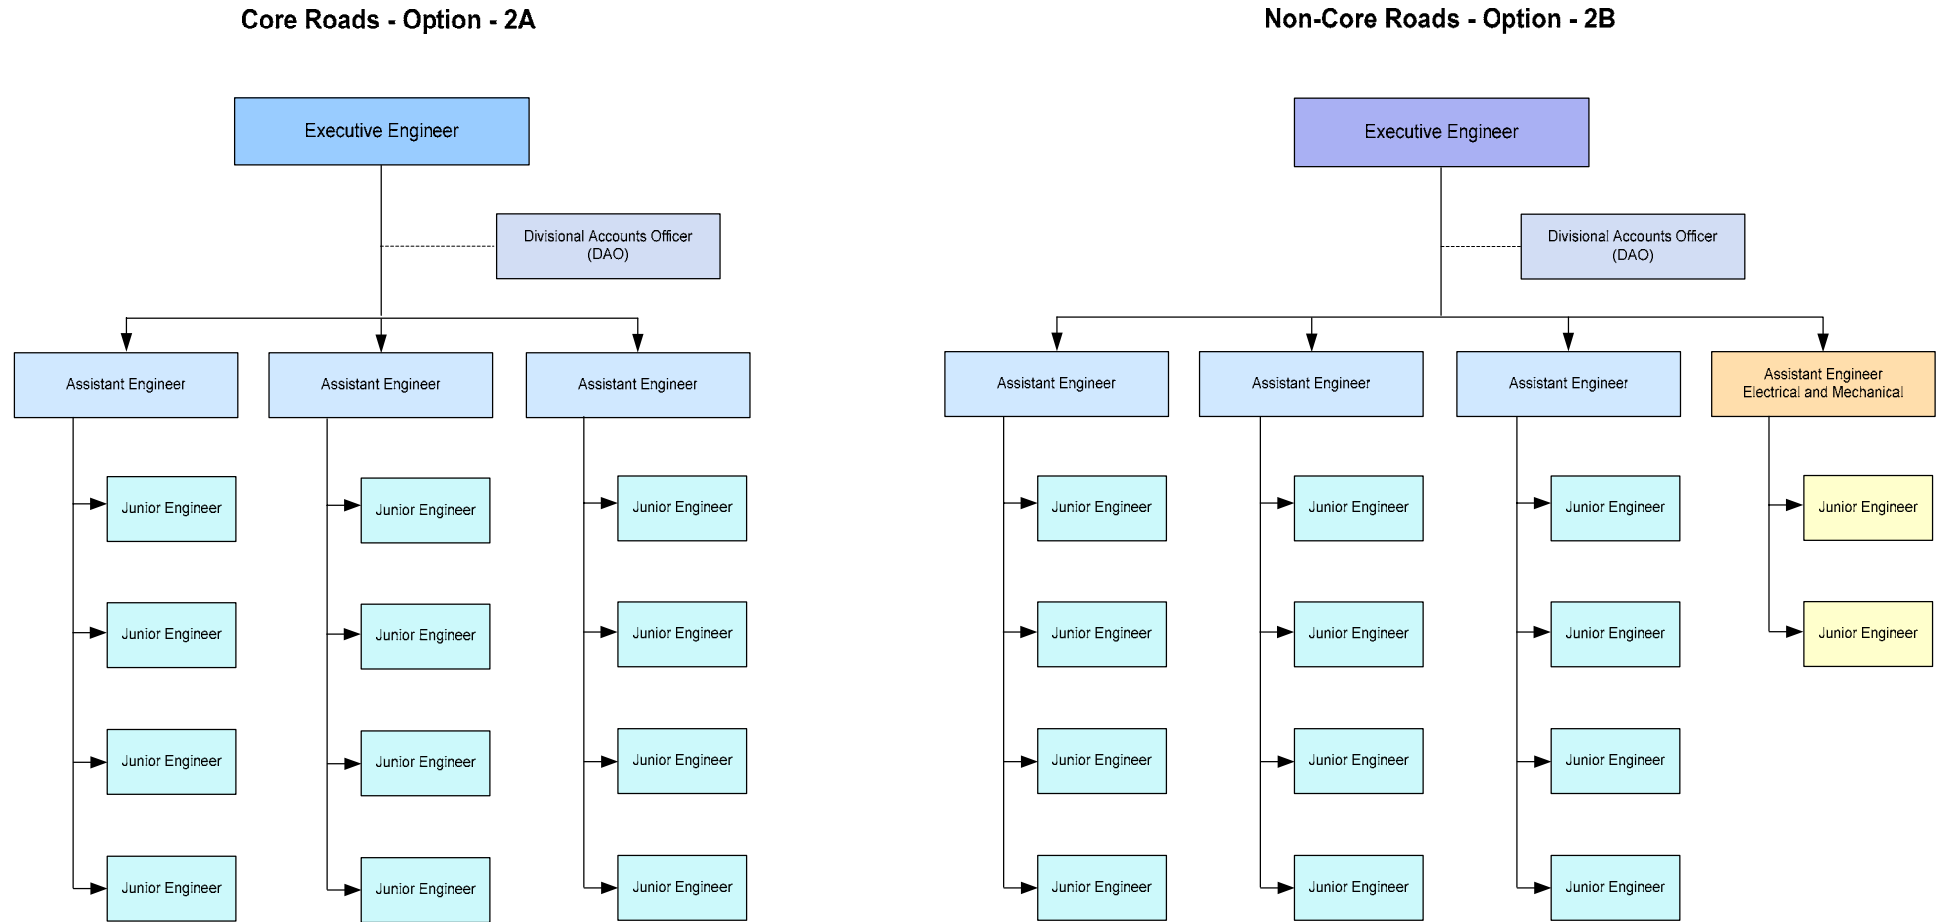 Core Roads - Option - 2A
Executive Engineer
Divisional Accounts Officer
(DAO)
Assistant Engineer
Assistant Engineer
Assistant Engineer
Junior Engineer
Junior Engineer
Junior Engineer
Junior Engineer
Junior Engineer
Junior Engineer
Junior Engineer
Junior Engineer
Junior Engineer
Junior Engineer
Junior Engineer
Junior Engineer
Non-Core Roads - Option - 2B
Executive Engineer
Divisional Accounts Officer
(DAO)
Assistant Engineer
Assistant Engineer
Assistant Engineer
Assistant Engineer
Electrical and Mechanical
Junior Engineer
Junior Engineer
Junior Engineer
Junior Engineer
Junior Engineer
Junior Engineer
Junior Engineer
Junior Engineer
Junior Engineer
Junior Engineer
Junior Engineer
Junior Engineer
Junior Engineer
Junior Engineer